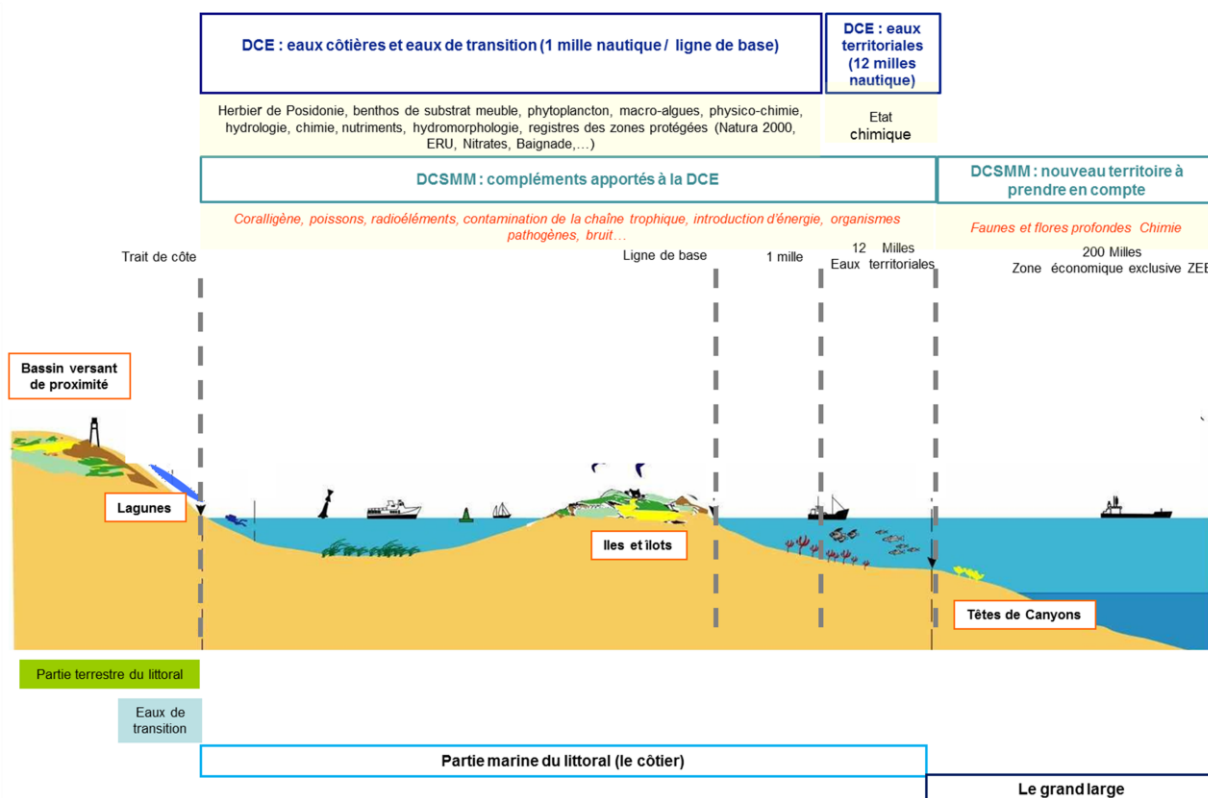 DCE : eaux côtières et eaux de transition (1 mille nautique / ligne de base)
DCE : eaux
territoriales
(12 milles
nautique)
Herbier de Posidonie, benthos de substrat meuble, phytoplancton, macro-algues, physico-chimie,
hydrologie, chimie, nutriments, hydromorphologie, registres des zones protégées (Natura 2000,
ERU, Nitrates, Baignade,…)
Etat
chimique
DCSMM : compléments apportés à la DCE
DCSMM : nouveau territoire à
prendre en compte
Coralligène, poissons, radioéléments, contamination de la chaîne trophique, introduction d'énergie, organismes
pathogènes, bruit…
Faunes et flores profondes Chimie
Trait de côte
Ligne de base
1 mille
12 Milles
Eaux territoriales
200 Milles
Zone économique exclusive ZEE
Bassin versant
de proximité
Lagunes
Iles et îlots
Têtes de Canyons
Partie terrestre du littoral
Eaux de
transition
Partie marine du littoral (le côtier)
Le grand large